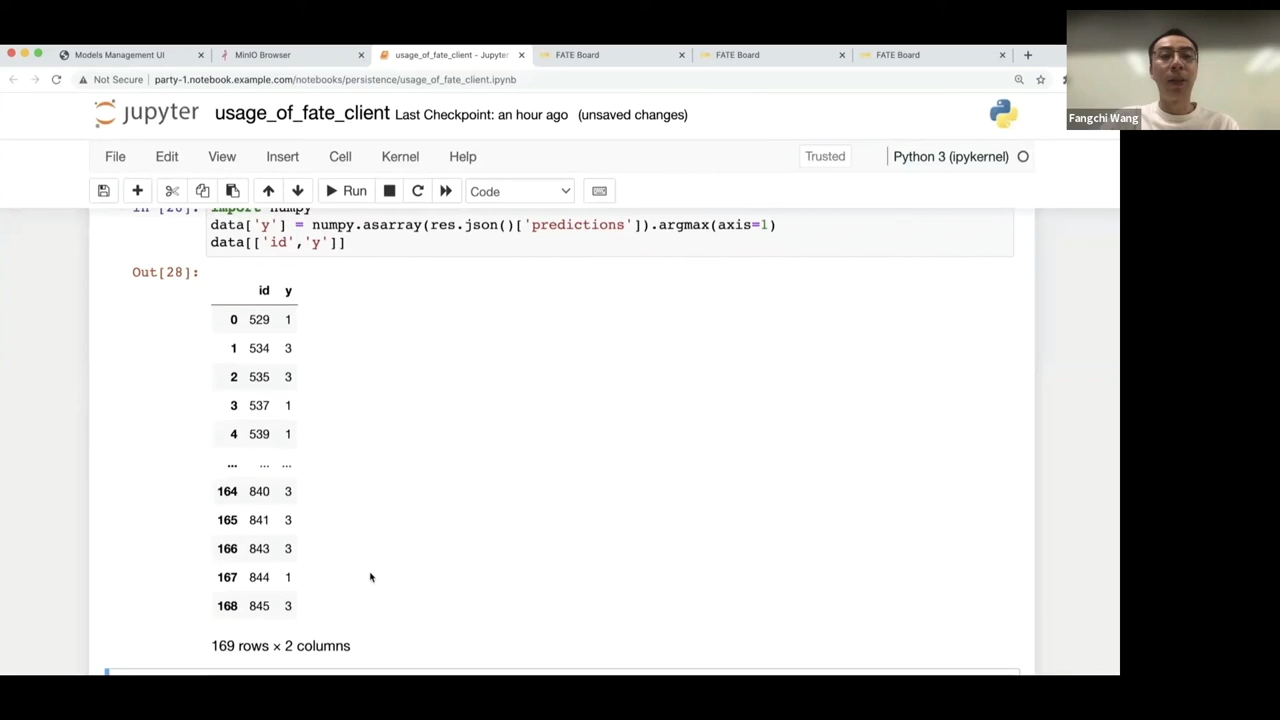 Models Management UI
MinIO Browser
usage_of_fate_client - Jupyter
FATE Board
FATE Board
FATE Board
Not Secure
party-1.notebook.example.com/notebooks/persistence/usage_of_fate_client.ipynb
Fangchi Wang
jupyter
usage_of_fate_client Last Checkpoint: an hour ago (unsaved changes)
File Edit View Insert Cell Kernel Help
Trusted
Python 3 (ipykernel)
Run
Code
import numpy
data['y'] = numpy.asarray(res.json()['predictions']).argmax(axis=1)
data[['id','y']]
Out[28]:
id y
0 529 1
1 534 3
2 535 3
3 537 1
4 539 1
... ... ...
164 840 3
165 841 3
166 843 3
167 844 1
168 845 3
169 rows × 2 columns